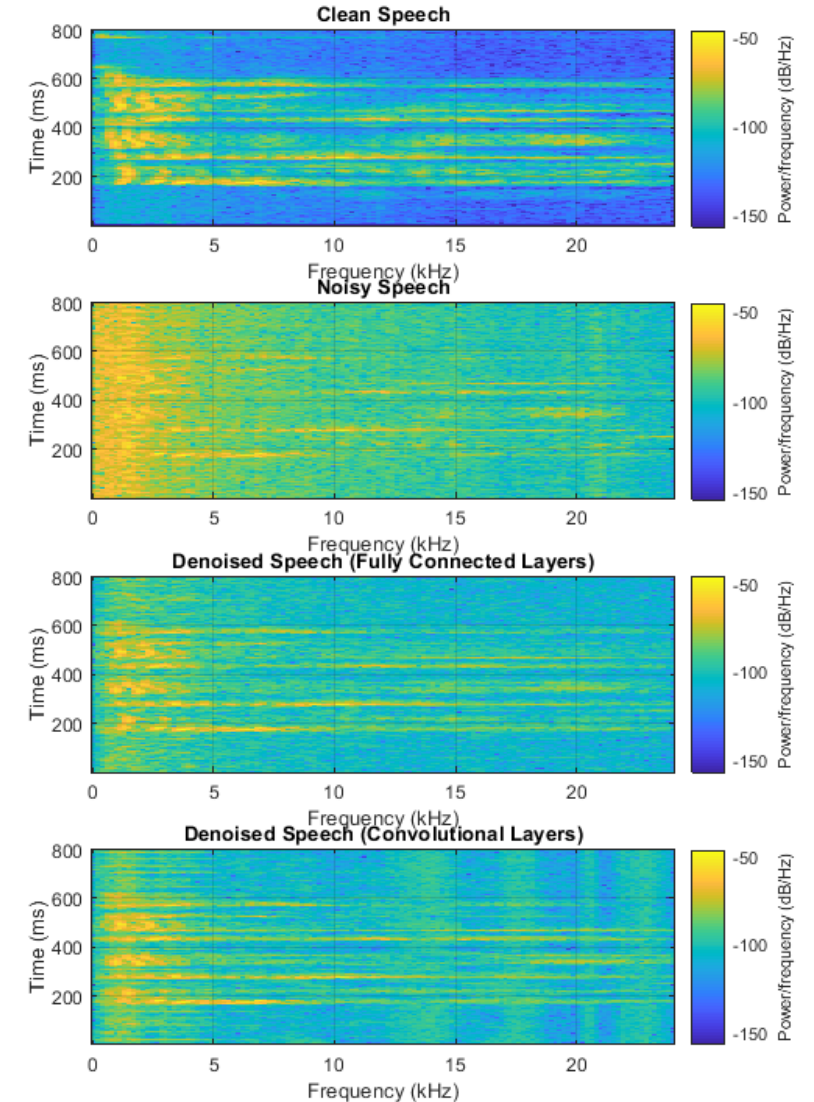 Clean Speech
800
600
400
200
Time (ms)
0 5 10 15 20
Frequency (kHz)
-50
-100
-150
Power/frequency (dB/Hz)
Noisy Speech
800
600
400
200
Time (ms)
0 5 10 15 20
Frequency (kHz)
-50
-100
-150
Power/frequency (dB/Hz)
Denoised Speech (Fully Connected Layers)
800
600
400
200
Time (ms)
0 5 10 15 20
Frequency (kHz)
-50
-100
-150
Power/frequency (dB/Hz)
Denoised Speech (Convolutional Layers)
800
600
400
200
Time (ms)
0 5 10 15 20
Frequency (kHz)
-50
-100
-150
Power/frequency (dB/Hz)